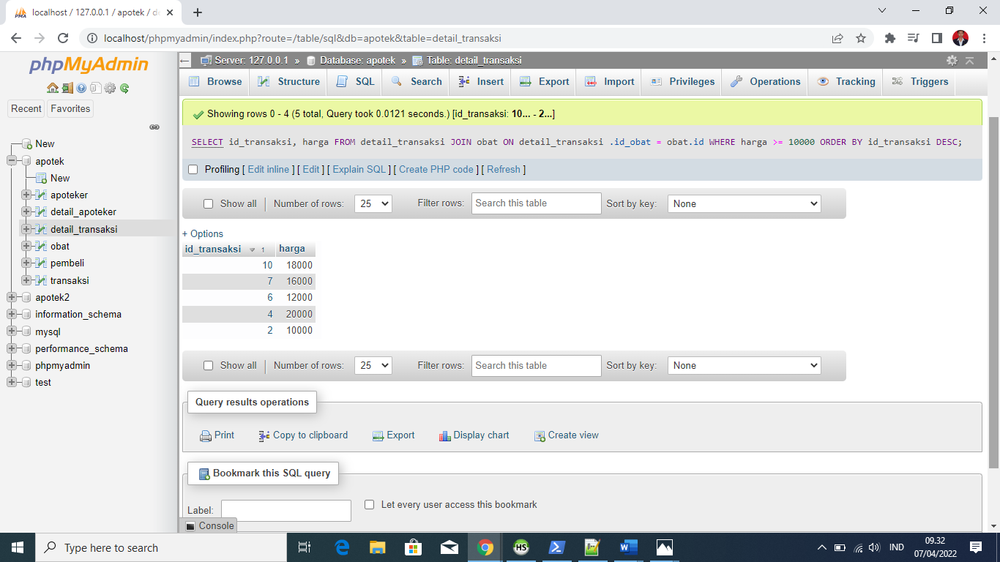 localhost / 127.0.0.1 / apotek / de
localhost/phpmyadmin/index.php?route=/table/sql&db=apotek&table=detail_transaksi
phpMyAdmin
Recent Favorites
New
apotek
New
apoteker
detail_apoteker
detail_transaksi
obat
pembeli
transaksi
apotek2
information_schema
mysql
performance_schema
phpmyadmin
test
Server: 127.0.0.1 » Database: apotek » Table: detail_transaksi
Browse Structure SQL Search Insert Export Import Privileges Operations Tracking Triggers
Showing rows 0 - 4 (5 total, Query took 0.0121 seconds.) [id_transaksi: 10... - 2...]
SELECT id_transaksi, harga FROM detail_transaksi JOIN obat ON detail_transaksi .id_obat = obat.id WHERE harga >= 10000 ORDER BY id_transaksi DESC;
Profiling [ Edit inline ] [ Edit ] [ Explain SQL ] [ Create PHP code ] [ Refresh ]
Show all | Number of rows: 25 Filter rows: Search this table Sort by key: None
+ Options
id_transaksi 1 harga
10 18000
7 16000
6 12000
4 20000
2 10000
Show all | Number of rows: 25 Filter rows: Search this table Sort by key: None
Query results operations
Print Copy to clipboard Export Display chart Create view
Bookmark this SQL query
Label: Let every user access this bookmark
Console
Type here to search
HS
IND
09.32
07/04/2022